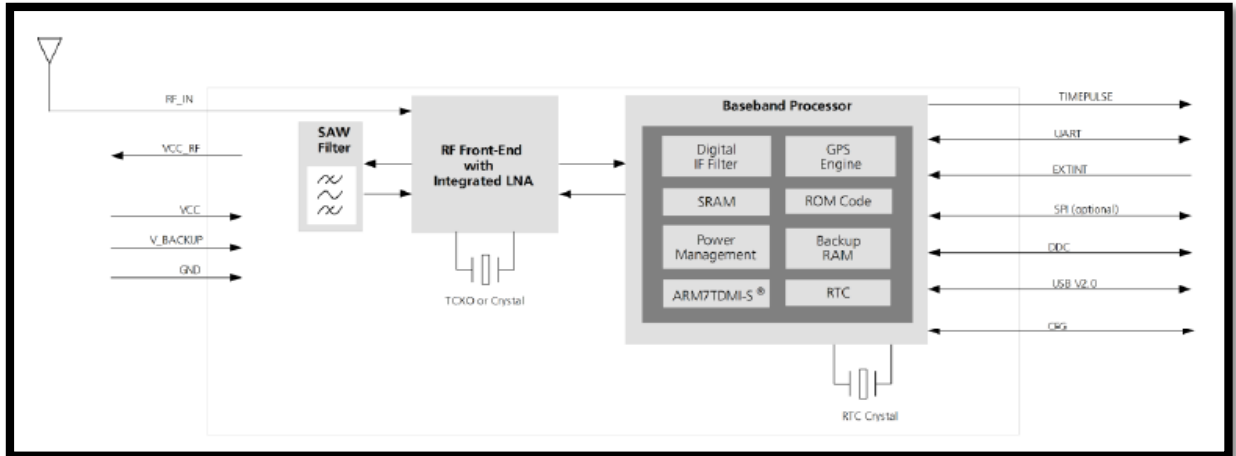 RF_IN
VCC_RF
VCC
V_BACKUP
GND
SAW
Filter
RF Front-End
with
Integrated LNA
TCXO or Crystal
Baseband Processor
Digital
IF Filter
GPS
Engine
SRAM
ROM Code
Power
Management
Backup
RAM
ARM7TDMI-S ®
RTC
RTC Crystal
TIMEPULSE
UART
EXTINT
SPI (optional)
DDC
USB V2.0
CFG